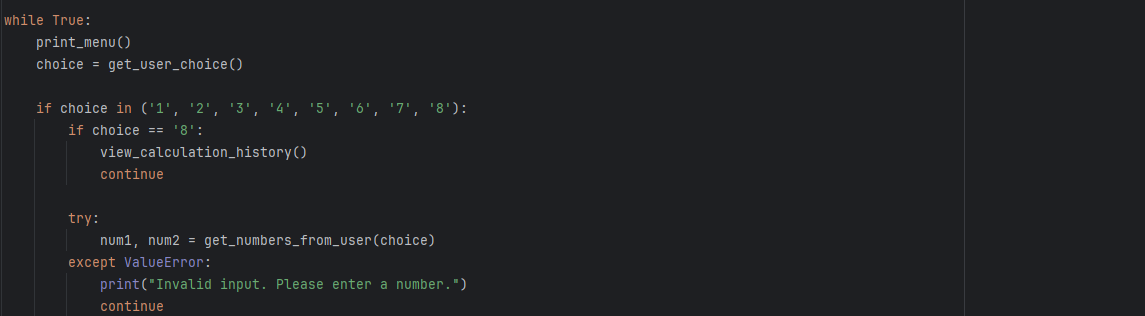 while True:
    print_menu()
    choice = get_user_choice()

    if choice in ('1', '2', '3', '4', '5', '6', '7', '8'):
        if choice == '8':
            view_calculation_history()
            continue

        try:
            num1, num2 = get_numbers_from_user(choice)
        except ValueError:
            print("Invalid input. Please enter a number.")
            continue